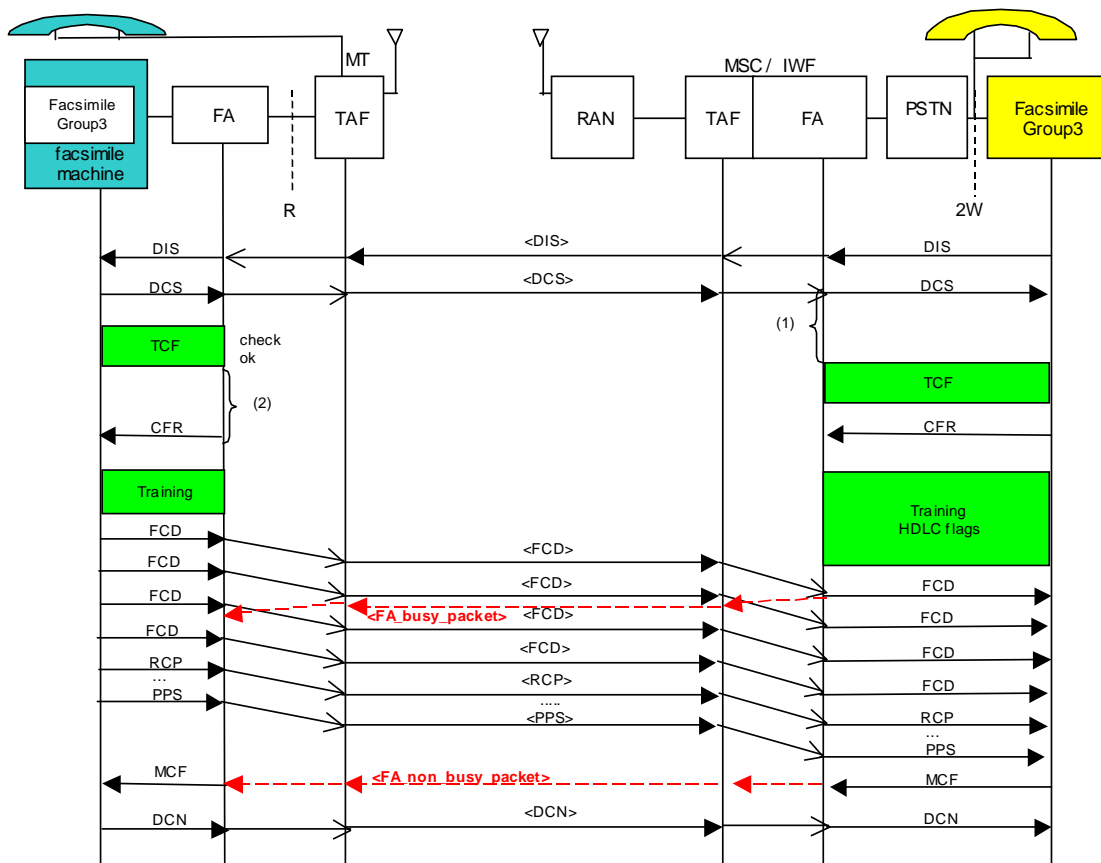 MT
MSC / IWF
Facsimile
Group3
facsimile
machine
FA
TAF
RAN
TAF
FA
PSTN
Facsimile
Group3
R
2W
DIS
<DIS>
DIS
DCS
<DCS>
DCS
(1)
TCF
check
ok
TCF
(2)
CFR
CFR
Training
Training
HDLC flags
FCD
<FCD>
FCD
<FCD>
FCD
FCD
<FA_busy_packet>
<FCD>
FCD
FCD
<FCD>
FCD
RCP
<RCP>
FCD
...
.....
PPS
<PPS>
RCP
...
PPS
MCF
<FA_non_busy_packet>
MCF
DCN
<DCN>
DCN